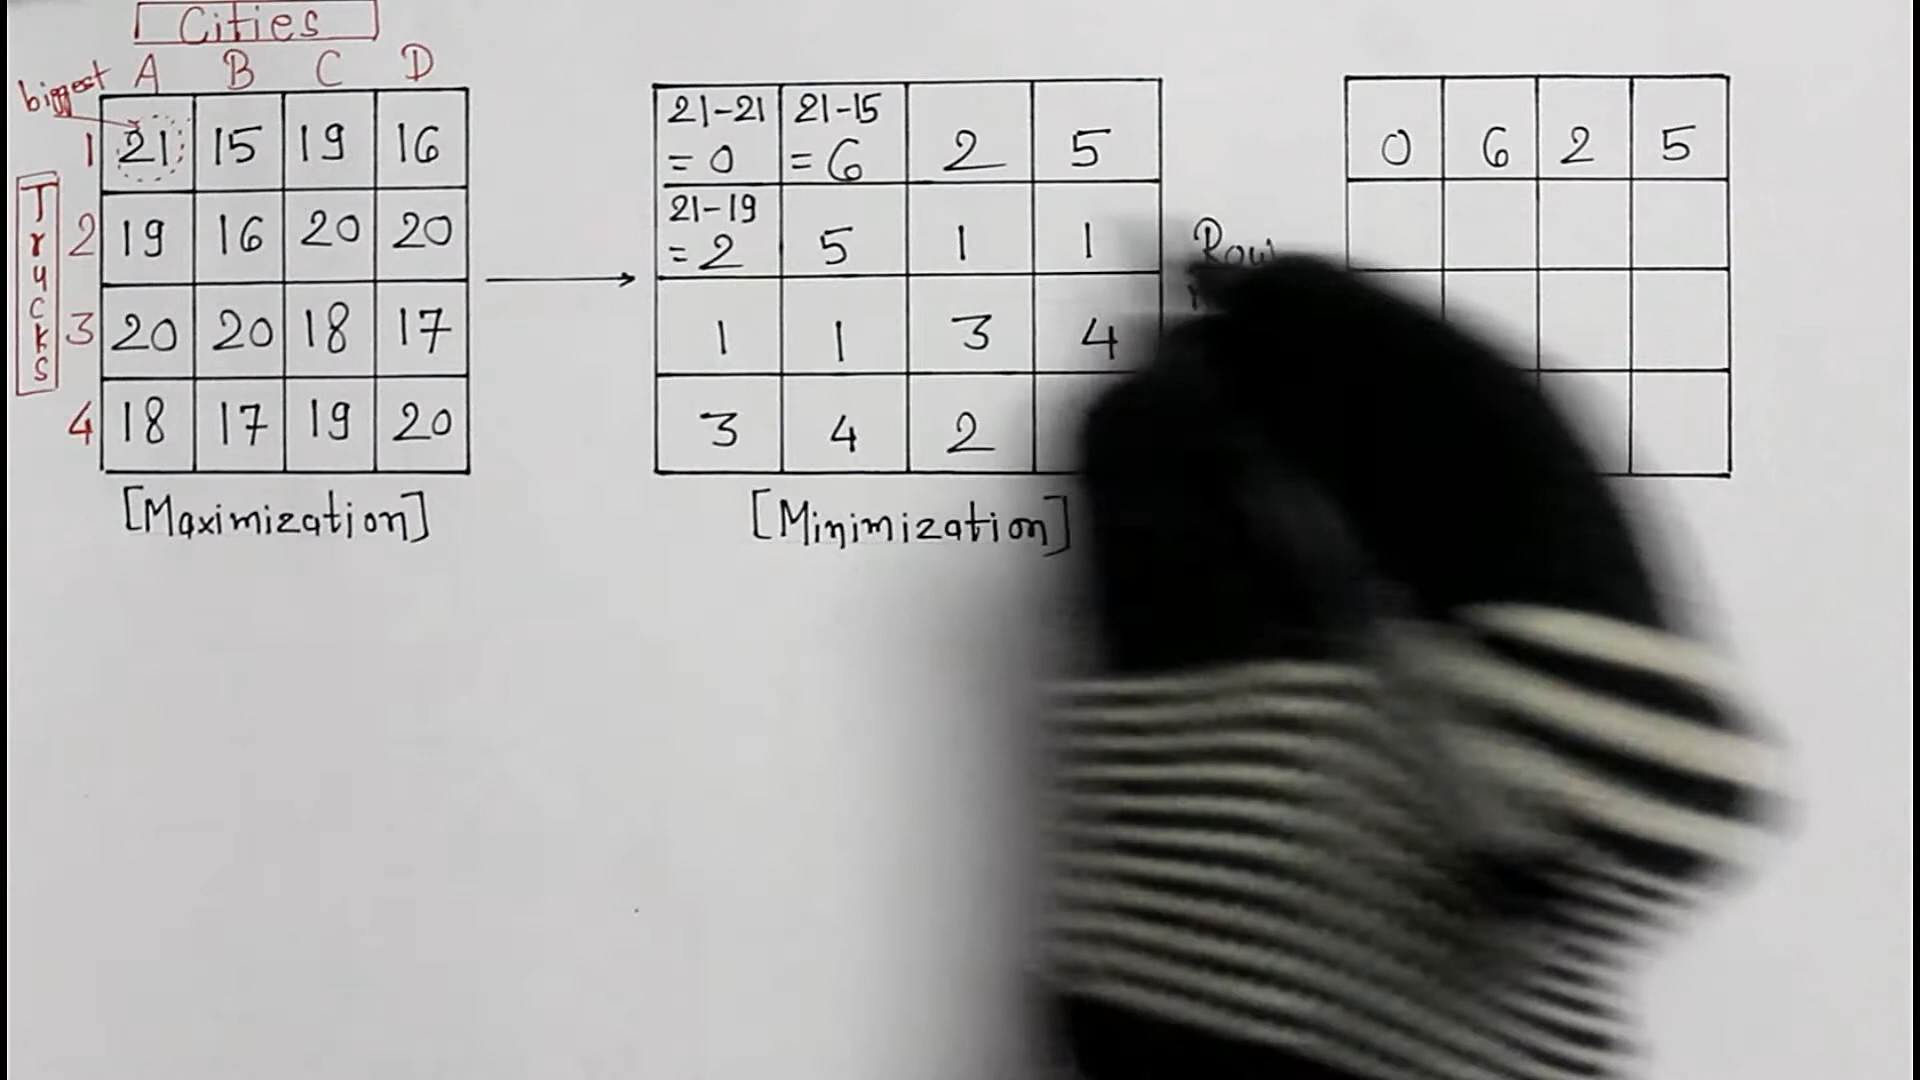 Cities
biggest A B C D
1 21 15 19 16
2 19 16 20 20
3 20 20 18 17
4 18 17 19 20
Trucks
[Maximization]
21-21 21-15
= 0 = 6 2 5
21-19
= 2 5 1 1
1 1 3 4
3 4 2
[Minimization]
Row
0 6 2 5